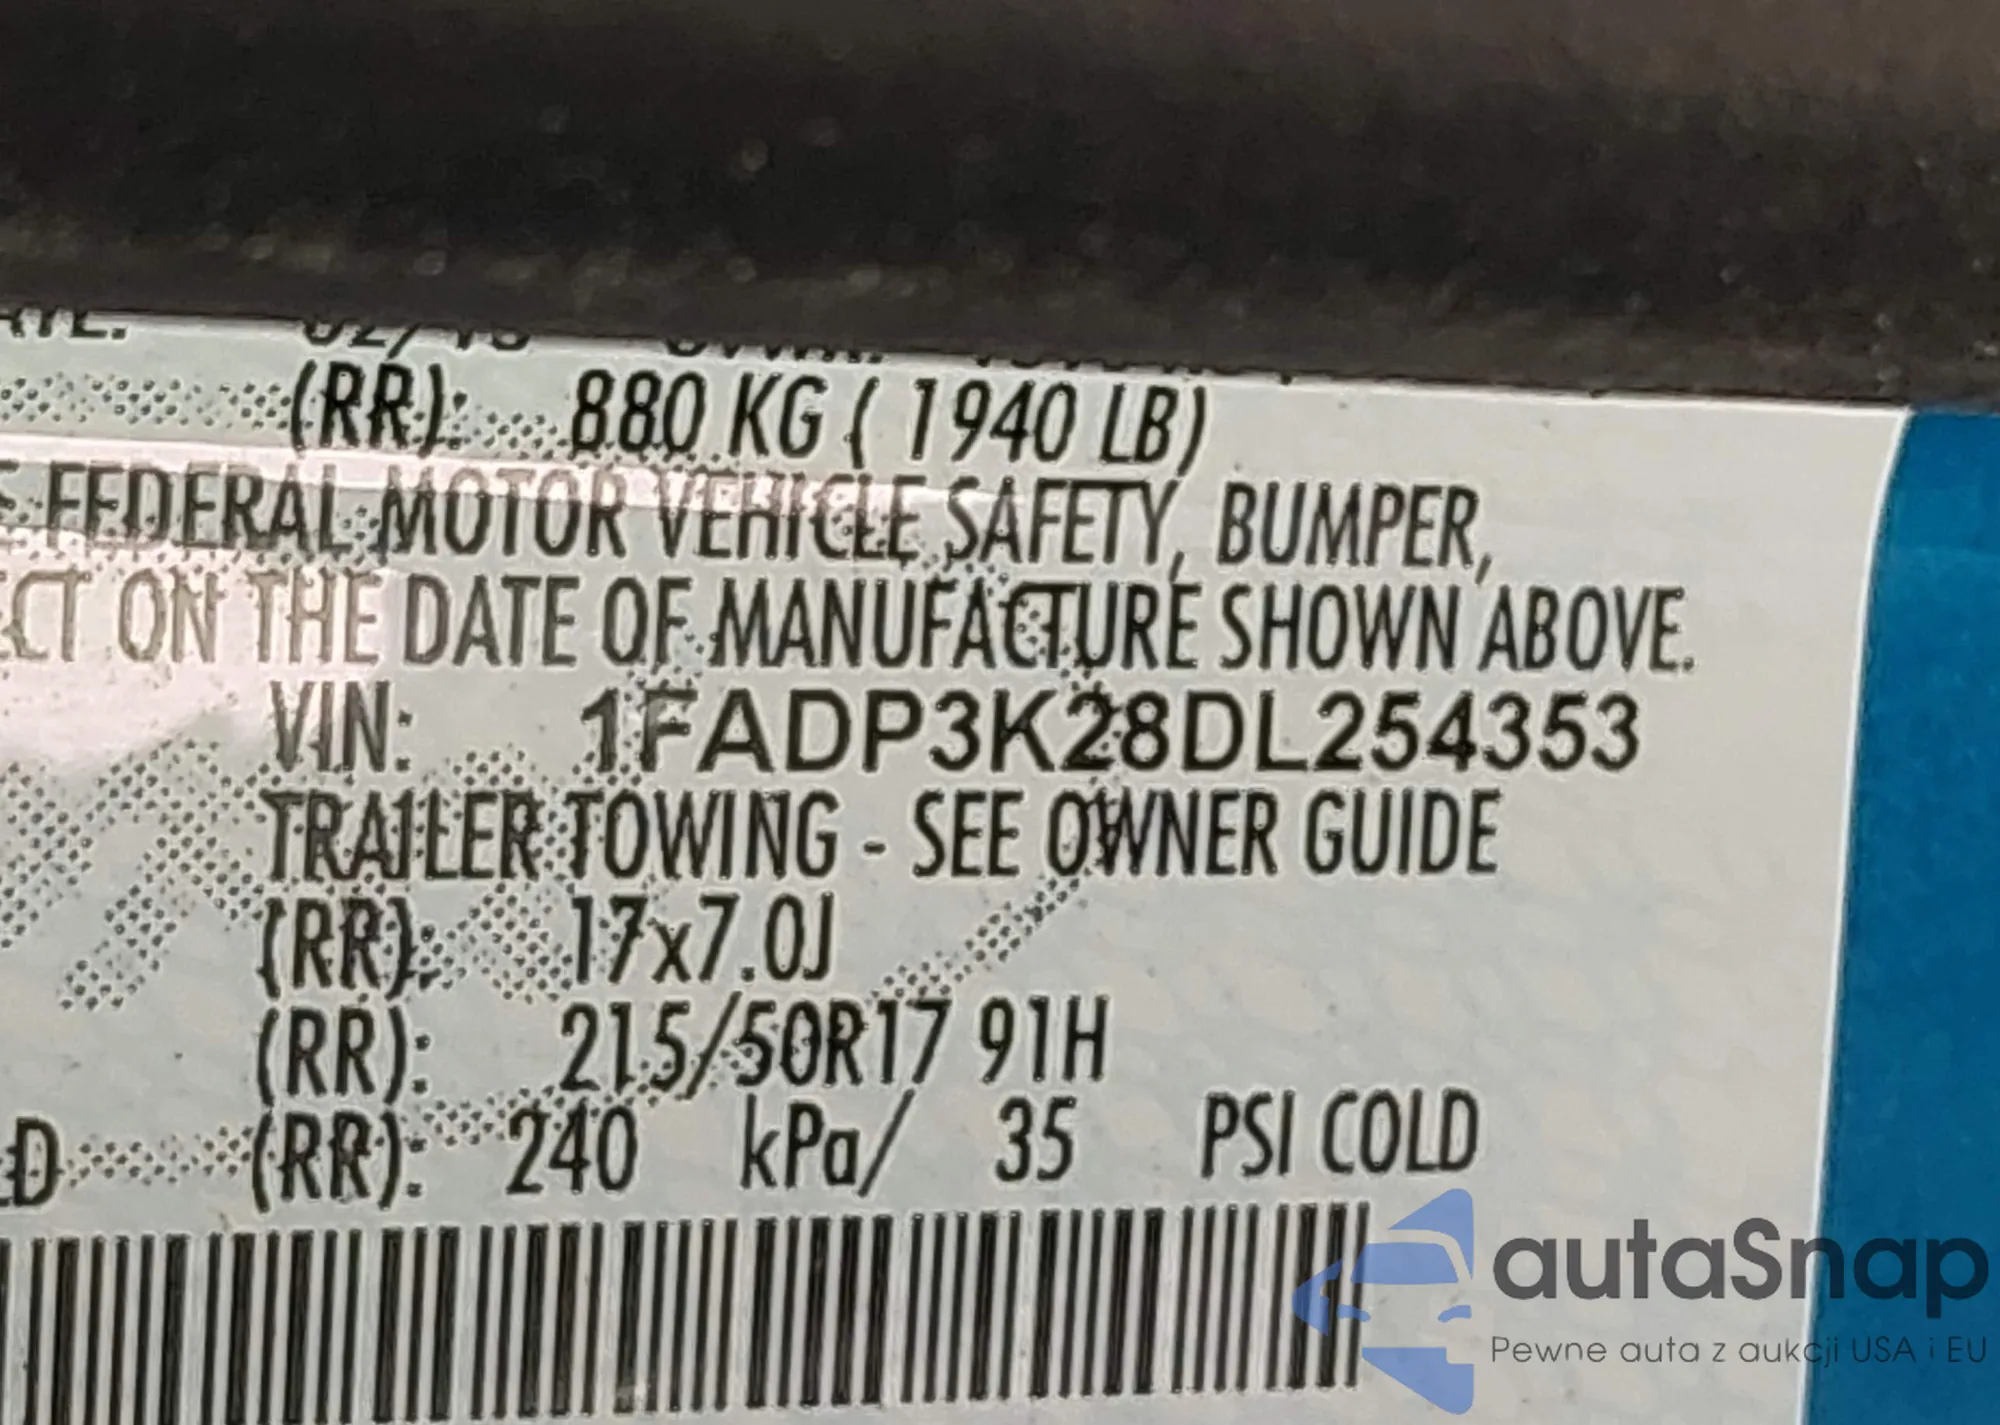 (RR): 880 KG ( 1940 LB)
FEDERAL MOTOR VEHICLE SAFETY, BUMPER,
ON THE DATE OF MANUFACTURE SHOWN ABOVE.
VIN: 1FADP3K28DL254353
TRAILER TOWING - SEE OWNER GUIDE
(RR): 17x7.0J
(RR): 215/50R17 91H
(RR): 240 kPa/ 35 PSI COLD
autaSnap
Pewne auta z aukcji USA i EU